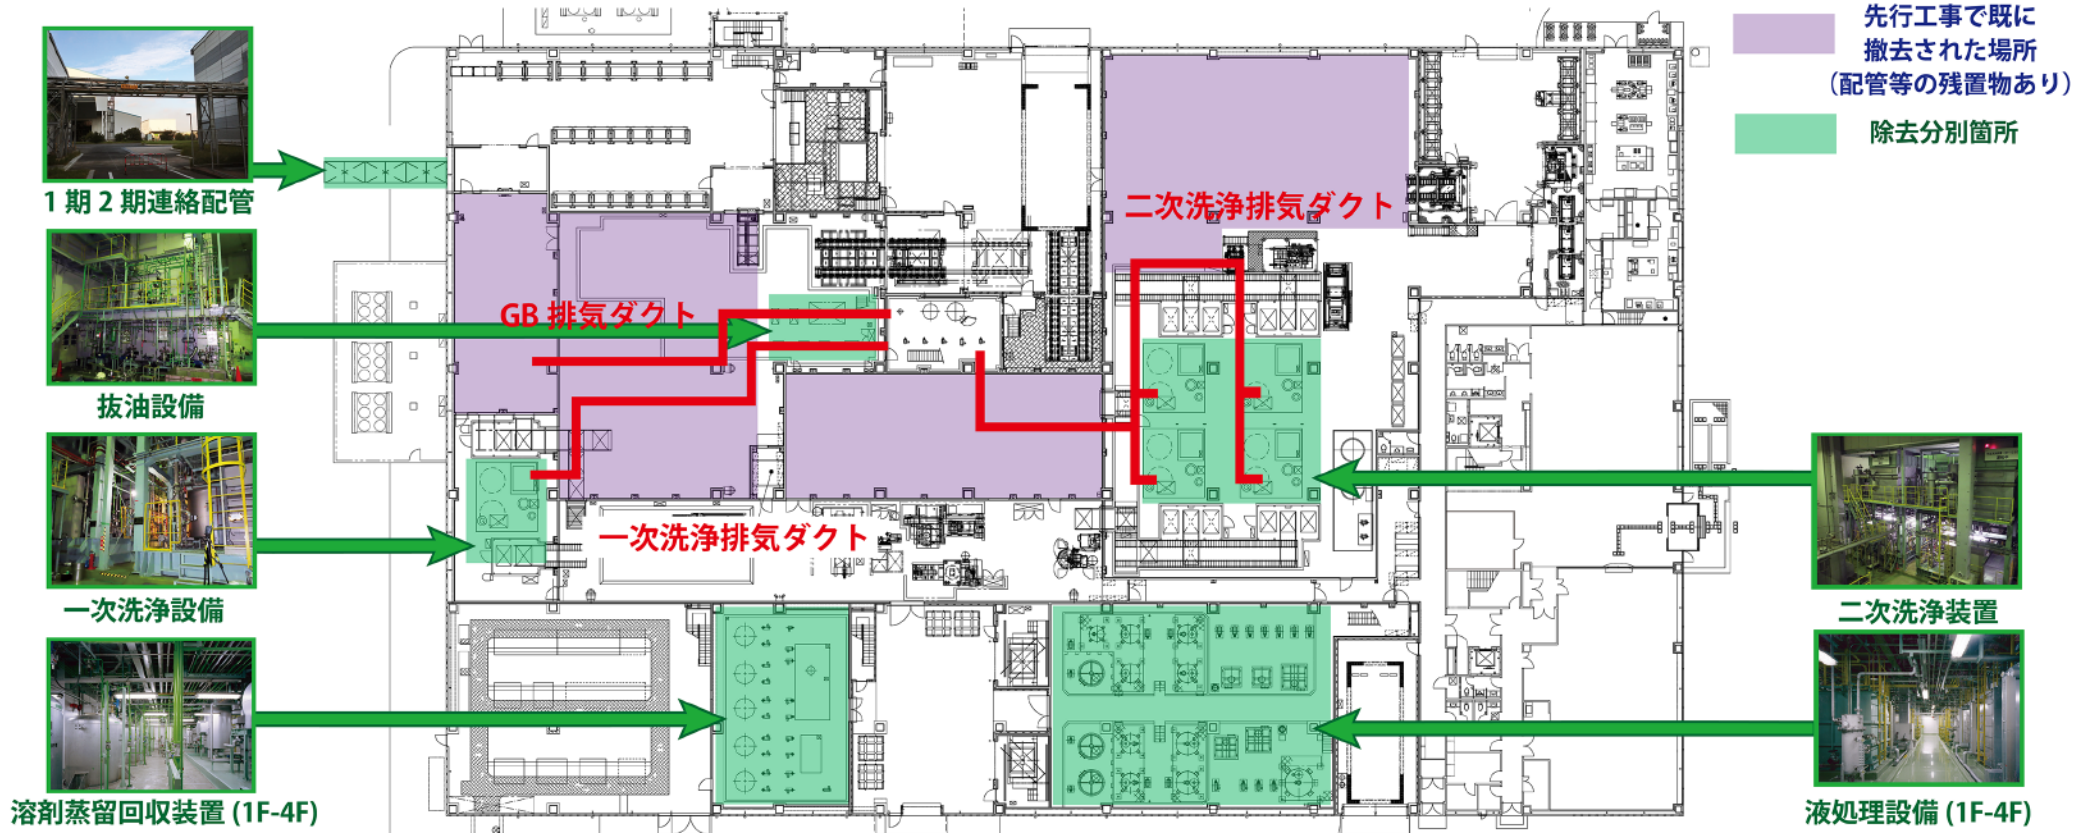 先行工事で既に
撤去された場所
（配管等の残置物あり）
除去分別箇所
1期2期連絡配管
二次洗浄排気ダクト
GB 排気ダクト
抜油設備
一次洗浄排気ダクト
一次洗浄設備
二次洗浄装置
溶剤蒸留回収装置 (1F-4F)
液処理設備 (1F-4F)